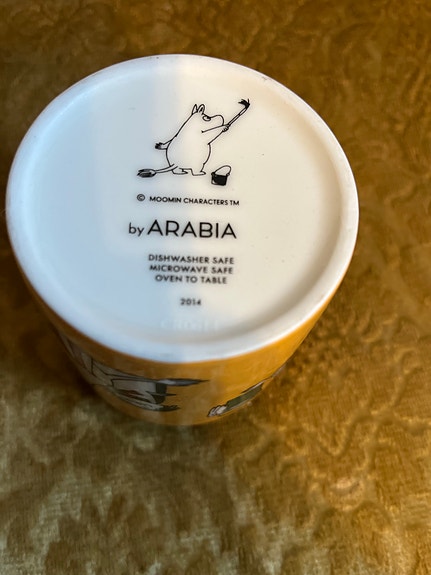 © MOOMIN CHARACTERS TM
by ARABIA
DISHWASHER SAFE
MICROWAVE SAFE
OVEN TO TABLE
2014